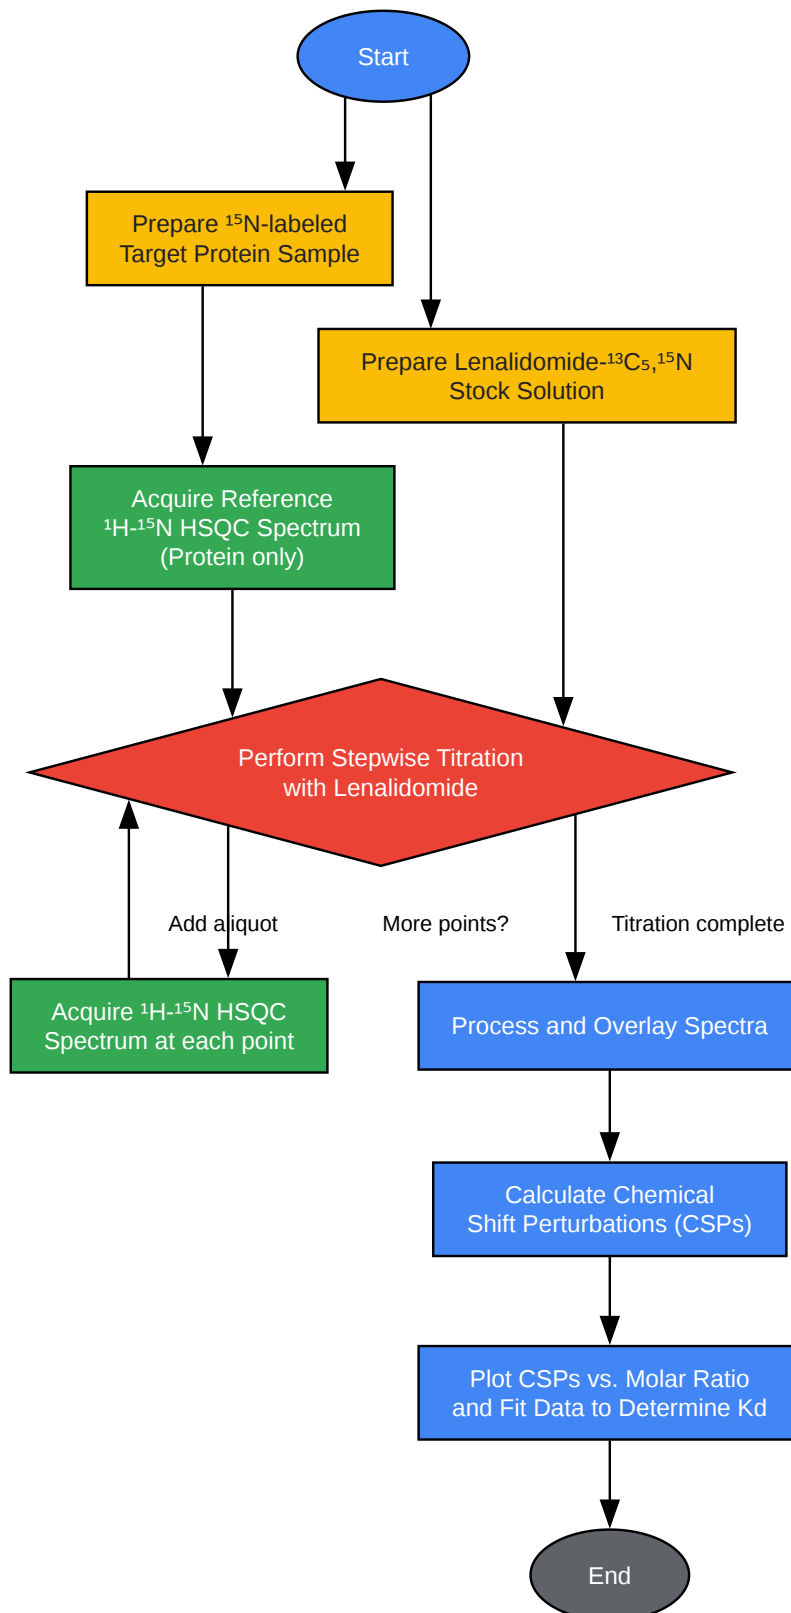 Start
Prepare ¹⁵N-labeled
Target Protein Sample
Prepare Lenalidomide-¹³C₅,¹⁵N
Stock Solution
Acquire Reference
¹H-¹⁵N HSQC Spectrum
(Protein only)
Perform Stepwise Titration
with Lenalidomide
Add aliquot
More points?
Titration complete
Acquire ¹H-¹⁵N HSQC
Spectrum at each point
Process and Overlay Spectra
Calculate Chemical
Shift Perturbations (CSPs)
Plot CSPs vs. Molar Ratio
and Fit Data to Determine Kd
End